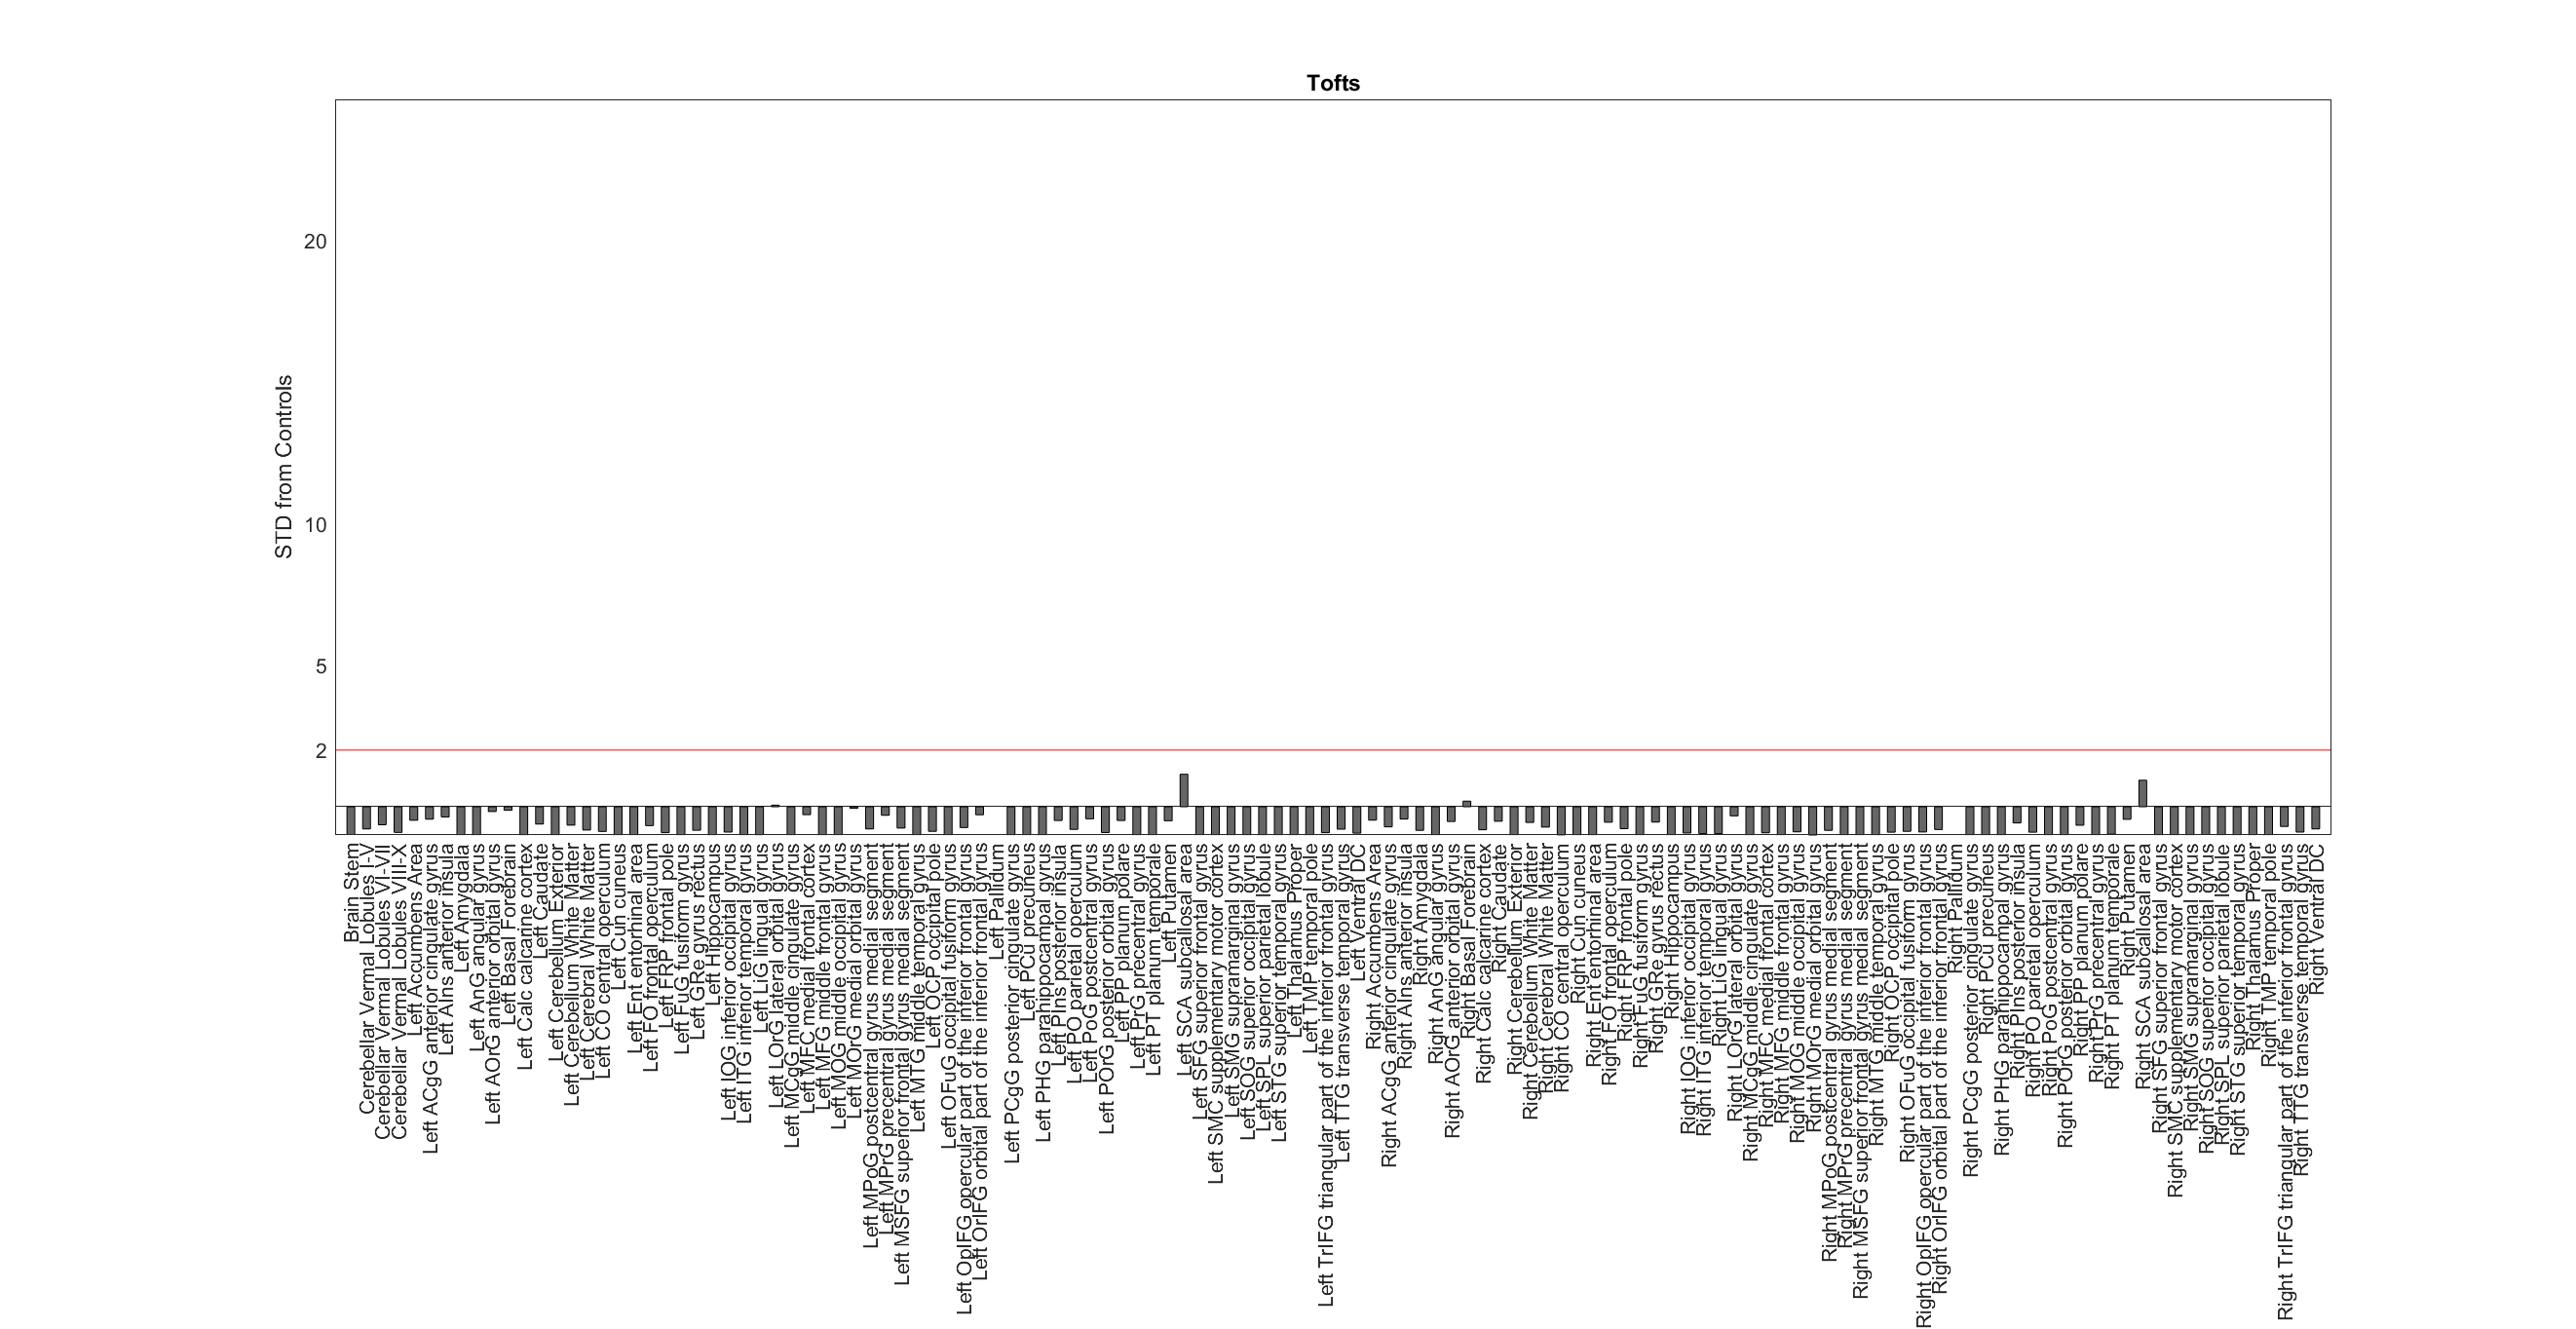 Tofts
STD from Controls
20
10
5
2
Brain Stem
Cerebellar Vermal Lobules I-V
Cerebellar Vermal Lobules VI-VII
Cerebellar Vermal Lobules VIII-X
Left Accumbens Area
Left ACgG anterior cingulate gyrus
Left AIns anterior insula
Left Amygdala
Left AnG angular gyrus
Left AOrG anterior orbital gyrus
Left Basal Forebrain
Left Calc calcarine cortex
Left Caudate
Left Cerebellum Exterior
Left Cerebellum White Matter
Left Cerebral White Matter
Left CO central operculum
Left Cun cuneus
Left Ent entorhinal area
Left FO frontal operculum
Left FRP frontal pole
Left FuG fusiform gyrus
Left GRe gyrus rectus
Left Hippocampus
Left IOG inferior occipital gyrus
Left ITG inferior temporal gyrus
Left LiG lingual gyrus
Left LOrG lateral orbital gyrus
Left MCgG middle cingulate gyrus
Left MFC medial frontal cortex
Left MFG middle frontal gyrus
Left MOG middle occipital gyrus
Left MOrG medial orbital gyrus
Left MPoG postcentral gyrus medial segment
Left MPrG precentral gyrus medial segment
Left MSFG superior frontal gyrus medial segment
Left MTG middle temporal gyrus
Left OCP occipital pole
Left OFuG occipital fusiform gyrus
Left OpIFG opercular part of the inferior frontal gyrus
Left OrIFG orbital part of the inferior frontal gyrus
Left Pallidum
Left PCgG posterior cingulate gyrus
Left PCu precuneus
Left PHG parahippocampal gyrus
Left PIns posterior insula
Left PO parietal operculum
Left PoG postcentral gyrus
Left POrG posterior orbital gyrus
Left PP planum polare
Left PrG precentral gyrus
Left PT planum temporale
Left Putamen
Left SCA subcallosal area
Left SFG superior frontal gyrus
Left SMC supplementary motor cortex
Left SMG supramarginal gyrus
Left SOG superior occipital gyrus
Left SPL superior parietal lobule
Left STG superior temporal gyrus
Left Thalamus Proper
Left TMP temporal pole
Left TrIFG triangular part of the inferior frontal gyrus
Left TTG transverse temporal gyrus
Left Ventral DC
Right Accumbens Area
Right ACgG anterior cingulate gyrus
Right AIns anterior insula
Right Amygdala
Right AnG angular gyrus
Right AOrG anterior orbital gyrus
Right Basal Forebrain
Right Calc calcarine cortex
Right Caudate
Right Cerebellum Exterior
Right Cerebellum White Matter
Right Cerebral White Matter
Right CO central operculum
Right Cun cuneus
Right Ent entorhinal area
Right FO frontal operculum
Right FRP frontal pole
Right FuG fusiform gyrus
Right GRe gyrus rectus
Right Hippocampus
Right IOG inferior occipital gyrus
Right ITG inferior temporal gyrus
Right LiG lingual gyrus
Right LOrG lateral orbital gyrus
Right MCgG middle cingulate gyrus
Right MFC medial frontal cortex
Right MFG middle frontal gyrus
Right MOG middle occipital gyrus
Right MOrG medial orbital gyrus
Right MPoG postcentral gyrus medial segment
Right MPrG precentral gyrus medial segment
Right MSFG superior frontal gyrus medial segment
Right MTG middle temporal gyrus
Right OCP occipital pole
Right OFuG occipital fusiform gyrus
Right OpIFG opercular part of the inferior frontal gyrus
Right OrIFG orbital part of the inferior frontal gyrus
Right Pallidum
Right PCgG posterior cingulate gyrus
Right PCu precuneus
Right PHG parahippocampal gyrus
Right PIns posterior insula
Right PO parietal operculum
Right PoG postcentral gyrus
Right POrG posterior orbital gyrus
Right PP planum polare
Right PrG precentral gyrus
Right PT planum temporale
Right Putamen
Right SCA subcallosal area
Right SFG superior frontal gyrus
Right SMC supplementary motor cortex
Right SMG supramarginal gyrus
Right SOG superior occipital gyrus
Right SPL superior parietal lobule
Right STG superior temporal gyrus
Right Thalamus Proper
Right TMP temporal pole
Right TrIFG triangular part of the inferior frontal gyrus
Right TTG transverse temporal gyrus
Right Ventral DC